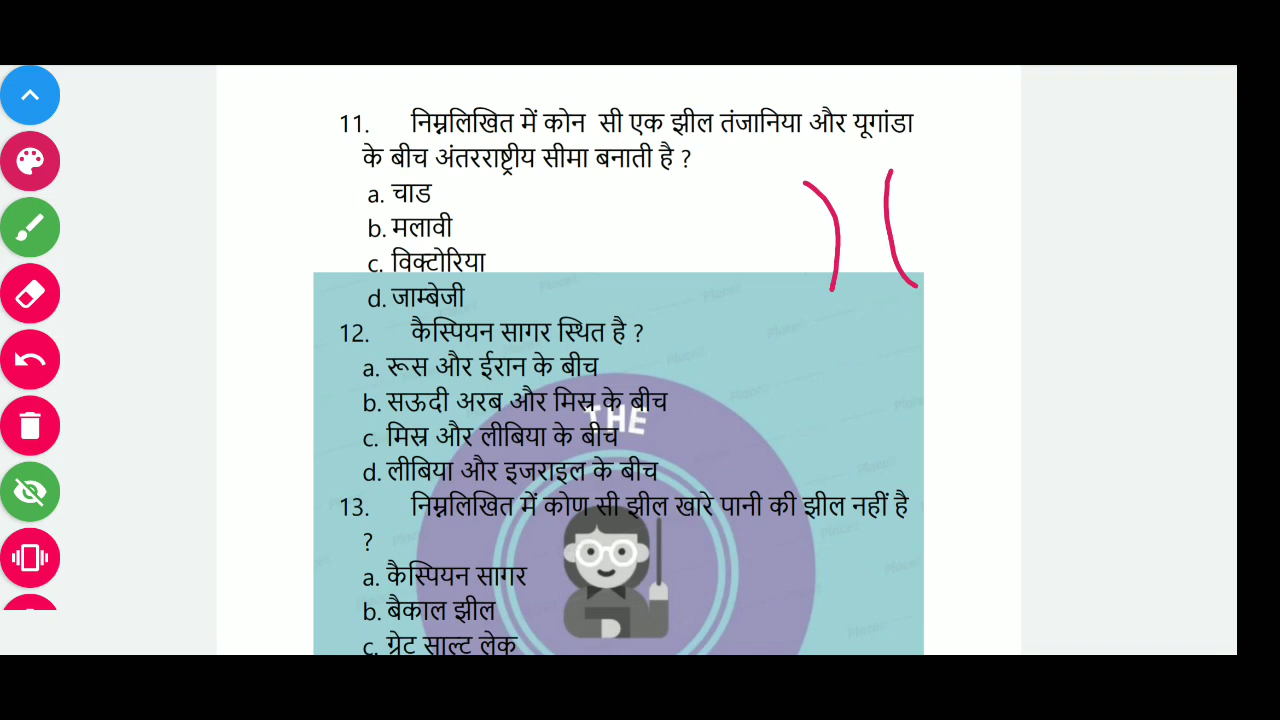 11. निम्नलिखित में कोन सी एक झील तंजानिया और यूगांडा
के बीच अंतरराष्ट्रीय सीमा बनाती है ?
a. चाड
b. मलावी
c. विक्टोरिया
d. जाम्बेजी
12. कैस्पियन सागर स्थित है ?
a. रूस और ईरान के बीच
b. सऊदी अरब और मिस्र के बीच
THE
c. मिस्र और लीबिया के बीच
d. लीबिया और इजराइल के बीच
13. निम्नलिखित में कोण सी झील खारे पानी की झील नहीं है
?
a. कैस्पियन सागर
b. बैकाल झील
c. ग्रेट साल्ट लेक